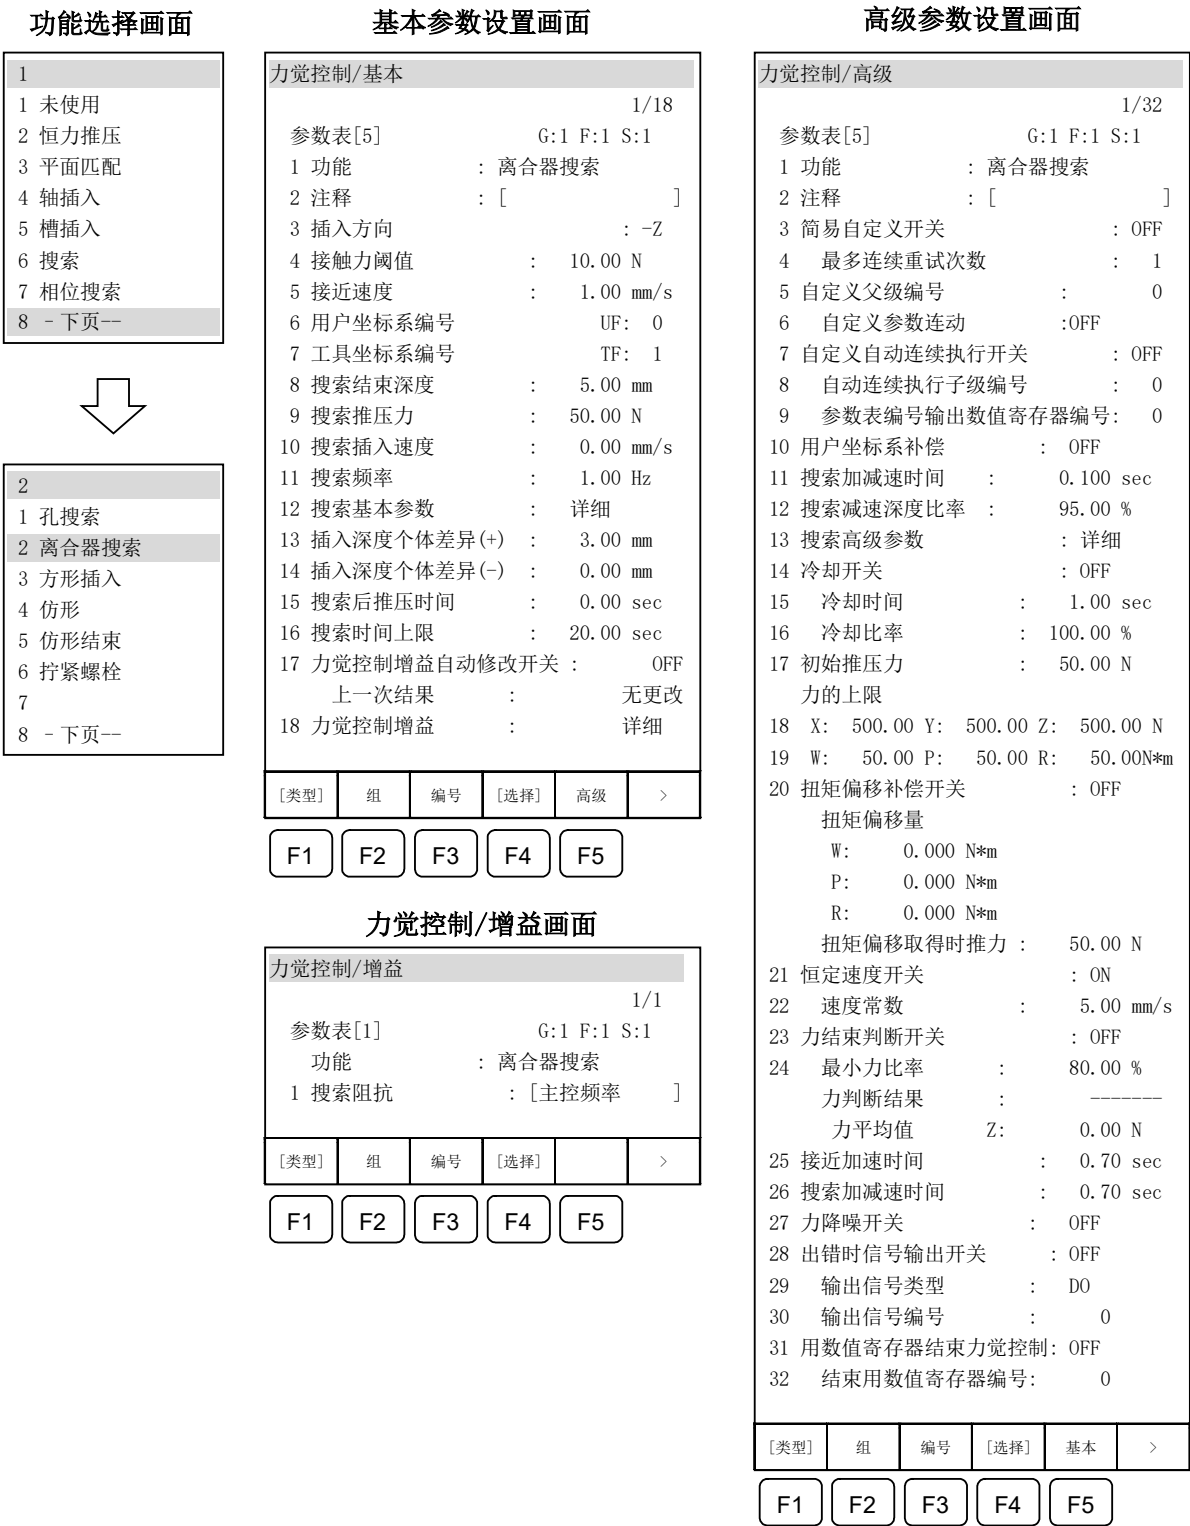 功能选择画面
1
1 未使用
2 恒力推压
3 平面匹配
4 轴插入
5 槽插入
6 搜索
7 相位搜索
8 –下页--
2
1 孔搜索
2 离合器搜索
3 方形插入
4 仿形
5 仿形结束
6 拧紧螺栓
7
8 –下页--
基本参数设置画面
力觉控制/基本
1/18
参数表[5] G:1 F:1 S:1
1 功能 : 离合器搜索
2 注释 : [ ]
3 插入方向 : -Z
4 接触力阈值 : 10.00 N
5 接近速度 : 1.00 mm/s
6 用户坐标系编号 UF: 0
7 工具坐标系编号 TF: 1
8 搜索结束深度 : 5.00 mm
9 搜索推压力 : 50.00 N
10 搜索插入速度 : 0.00 mm/s
11 搜索频率 : 1.00 Hz
12 搜索基本参数 : 详细
13 插入深度个体差异(+) : 3.00 mm
14 插入深度个体差异(-) : 0.00 mm
15 搜索后推压时间 : 0.00 sec
16 搜索时间上限 : 20.00 sec
17 力觉控制增益自动修改开关 : OFF
上一次结果 : 无更改
18 力觉控制增益 : 详细
[类型] 组 编号 [选择] 高级 >
F1 F2 F3 F4 F5
力觉控制/增益画面
力觉控制/增益
1/1
参数表[1] G:1 F:1 S:1
功能 : 离合器搜索
1 搜索阻抗 : [主控频率 ]
[类型] 组 编号 [选择] >
F1 F2 F3 F4 F5
高级参数设置画面
力觉控制/高级
1/32
参数表[5] G:1 F:1 S:1
1 功能 : 离合器搜索
2 注释 : [ ]
3 简易自定义开关 : OFF
4 最多连续重试次数 : 1
5 自定义父级编号 : 0
6 自定义参数连动 :OFF
7 自定义自动连续执行开关 : OFF
8 自动连续执行子级编号 : 0
9 参数表编号输出数值寄存器编号: 0
10 用户坐标系补偿 : OFF
11 搜索加减速时间 : 0.100 sec
12 搜索减速深度比率 : 95.00 %
13 搜索高级参数 : 详细
14 冷却开关 : OFF
15 冷却时间 : 1.00 sec
16 冷却比率 : 100.00 %
17 初始推压力 : 50.00 N
力的上限
18 X: 500.00 Y: 500.00 Z: 500.00 N
19 W: 50.00 P: 50.00 R: 50.00N*m
20 扭矩偏移补偿开关 : OFF
扭矩偏移量
W: 0.000 N*m
P: 0.000 N*m
R: 0.000 N*m
扭矩偏移取得时推力 : 50.00 N
21 恒定速度开关 : ON
22 速度常数 : 5.00 mm/s
23 力结束判断开关 : OFF
24 最小力比率 : 80.00 %
力判断结果 : -------
力平均值 Z: 0.00 N
25 接近加速时间 : 0.70 sec
26 搜索加减速时间 : 0.70 sec
27 力降噪开关 : OFF
28 出错时信号输出开关 : OFF
29 输出信号类型 : DO
30 输出信号编号 : 0
31 用数值寄存器结束力觉控制: OFF
32 结束用数值寄存器编号: 0
[类型] 组 编号 [选择] 基本 >
F1 F2 F3 F4 F5